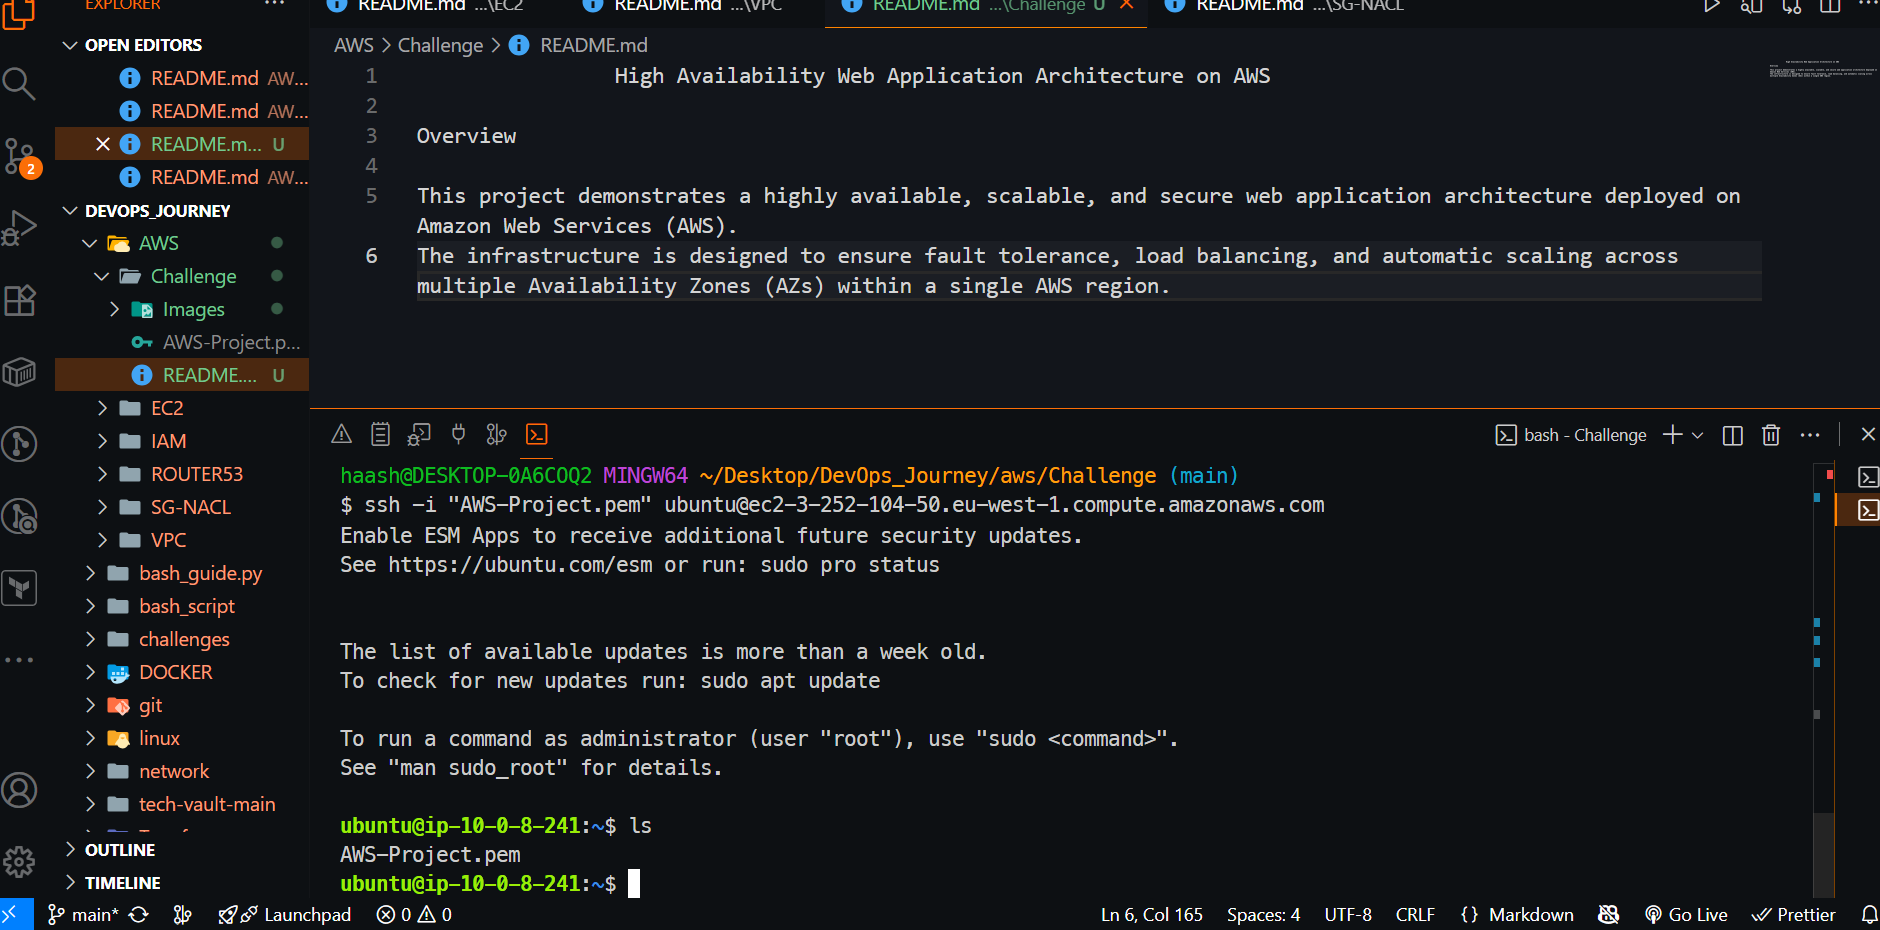 EXPLORER
README.md ...\EC2
README.md ...\VPC
README.md ...\Challenge U
README.md ...\SG-NACL
OPEN EDITORS
README.md AW...
README.md AW...
README.m... U
README.md AW...
DEVOPS_JOURNEY
AWS
Challenge
Images
AWS-Project.p...
README.... U
EC2
IAM
ROUTER53
SG-NACL
VPC
bash_guide.py
bash_script
challenges
DOCKER
git
linux
network
tech-vault-main
OUTLINE
TIMELINE
2
AWS > Challenge > README.md
1 High Availability Web Application Architecture on AWS
2
3 Overview
4
5 This project demonstrates a highly available, scalable, and secure web application architecture deployed on
Amazon Web Services (AWS).
6 The infrastructure is designed to ensure fault tolerance, load balancing, and automatic scaling across
multiple Availability Zones (AZs) within a single AWS region.
bash - Challenge
haash@DESKTOP-0A6COQ2 MINGW64 ~/Desktop/DevOps_Journey/aws/Challenge (main)
$ ssh -i "AWS-Project.pem" ubuntu@ec2-3-252-104-50.eu-west-1.compute.amazonaws.com
Enable ESM Apps to receive additional future security updates.
See https://ubuntu.com/esm or run: sudo pro status
The list of available updates is more than a week old.
To check for new updates run: sudo apt update
To run a command as administrator (user "root"), use "sudo <command>".
See "man sudo_root" for details.
ubuntu@ip-10-0-8-241:~$ ls
AWS-Project.pem
ubuntu@ip-10-0-8-241:~$
main* Launchpad 0 0 Ln 6, Col 165 Spaces: 4 UTF-8 CRLF {} Markdown Go Live Prettier